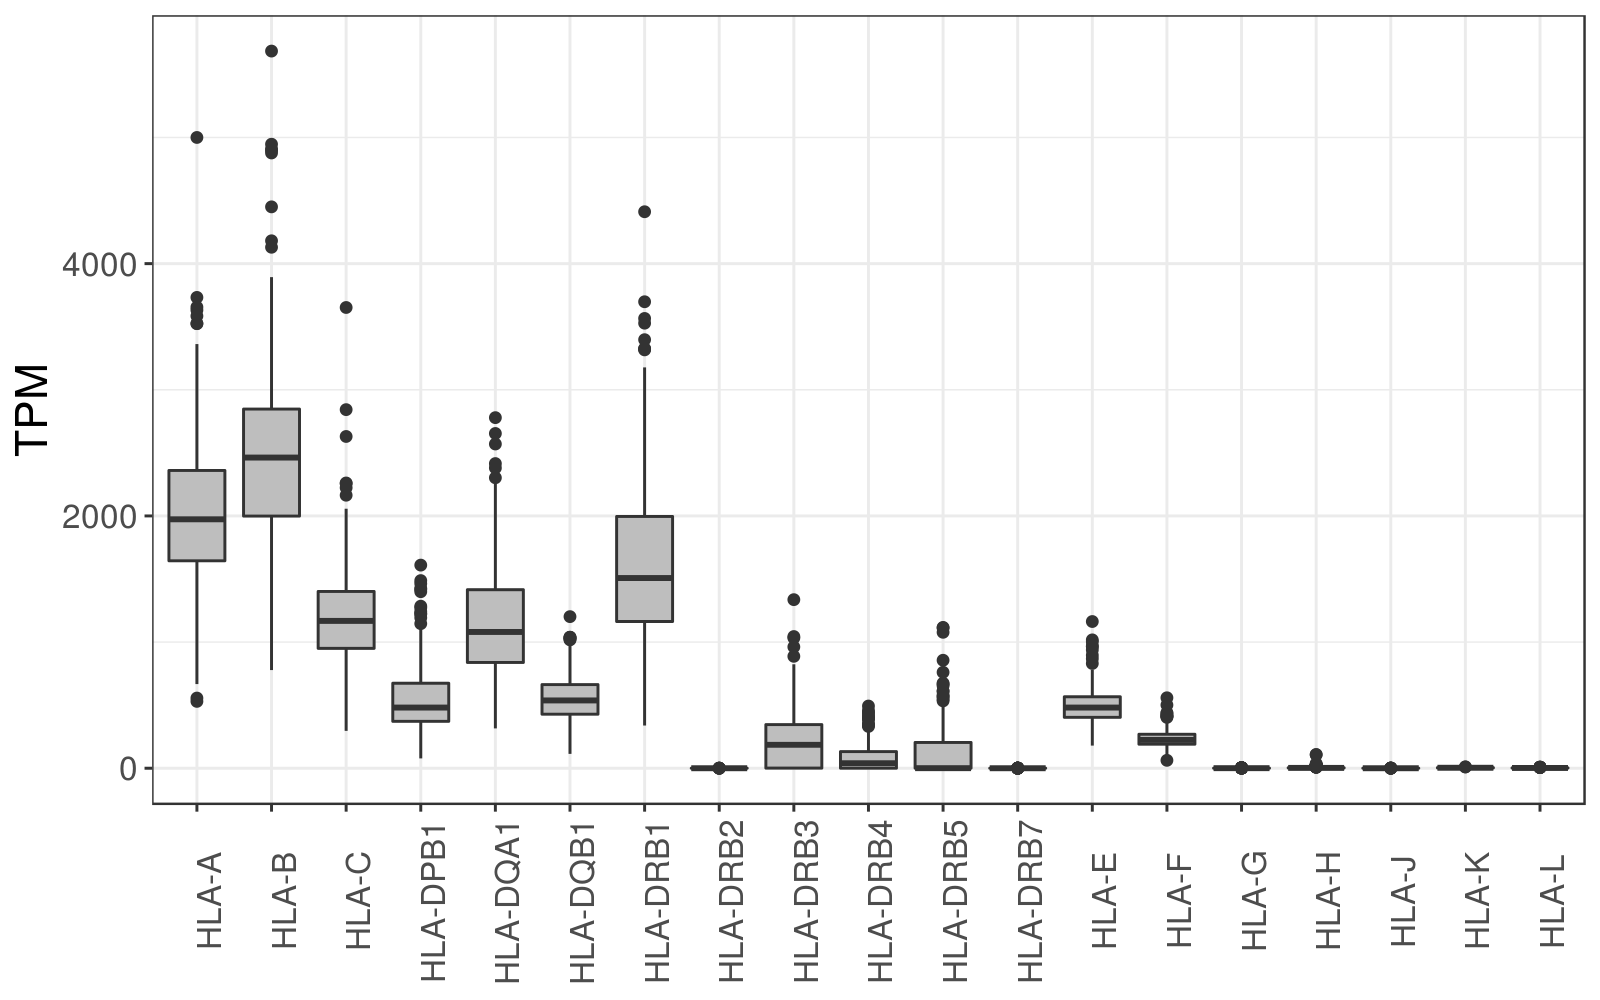 TPM
4000
2000
0
HLA-A
HLA-B
HLA-C
HLA-DPB1
HLA-DQA1
HLA-DQB1
HLA-DRB1
HLA-DRB2
HLA-DRB3
HLA-DRB4
HLA-DRB5
HLA-DRB7
HLA-E
HLA-F
HLA-G
HLA-H
HLA-J
HLA-K
HLA-L